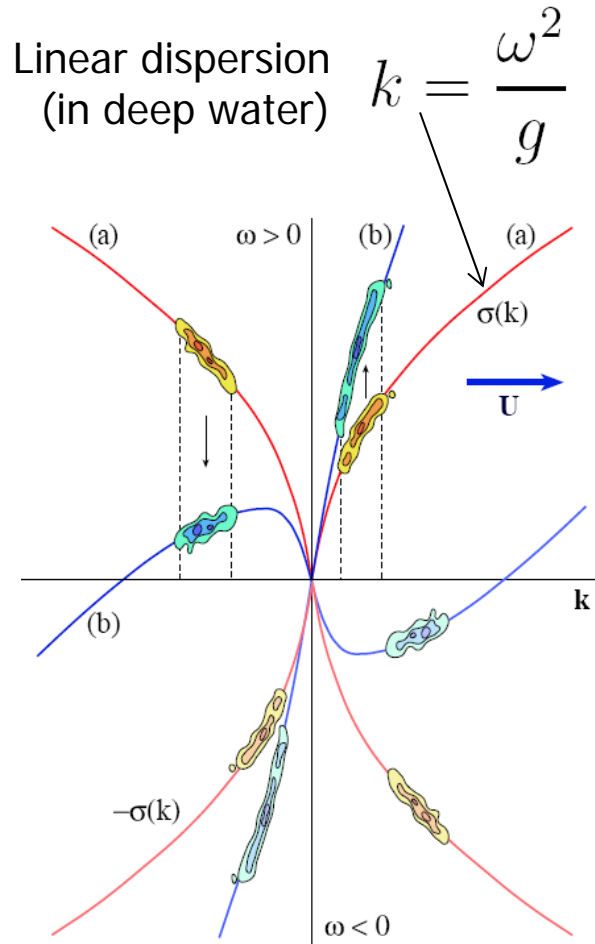 Linear dispersion
(in deep water)
k = ω²/g
(a)
ω > 0
(b)
(a)
σ(k)
U
k
(b)
−σ(k)
ω < 0